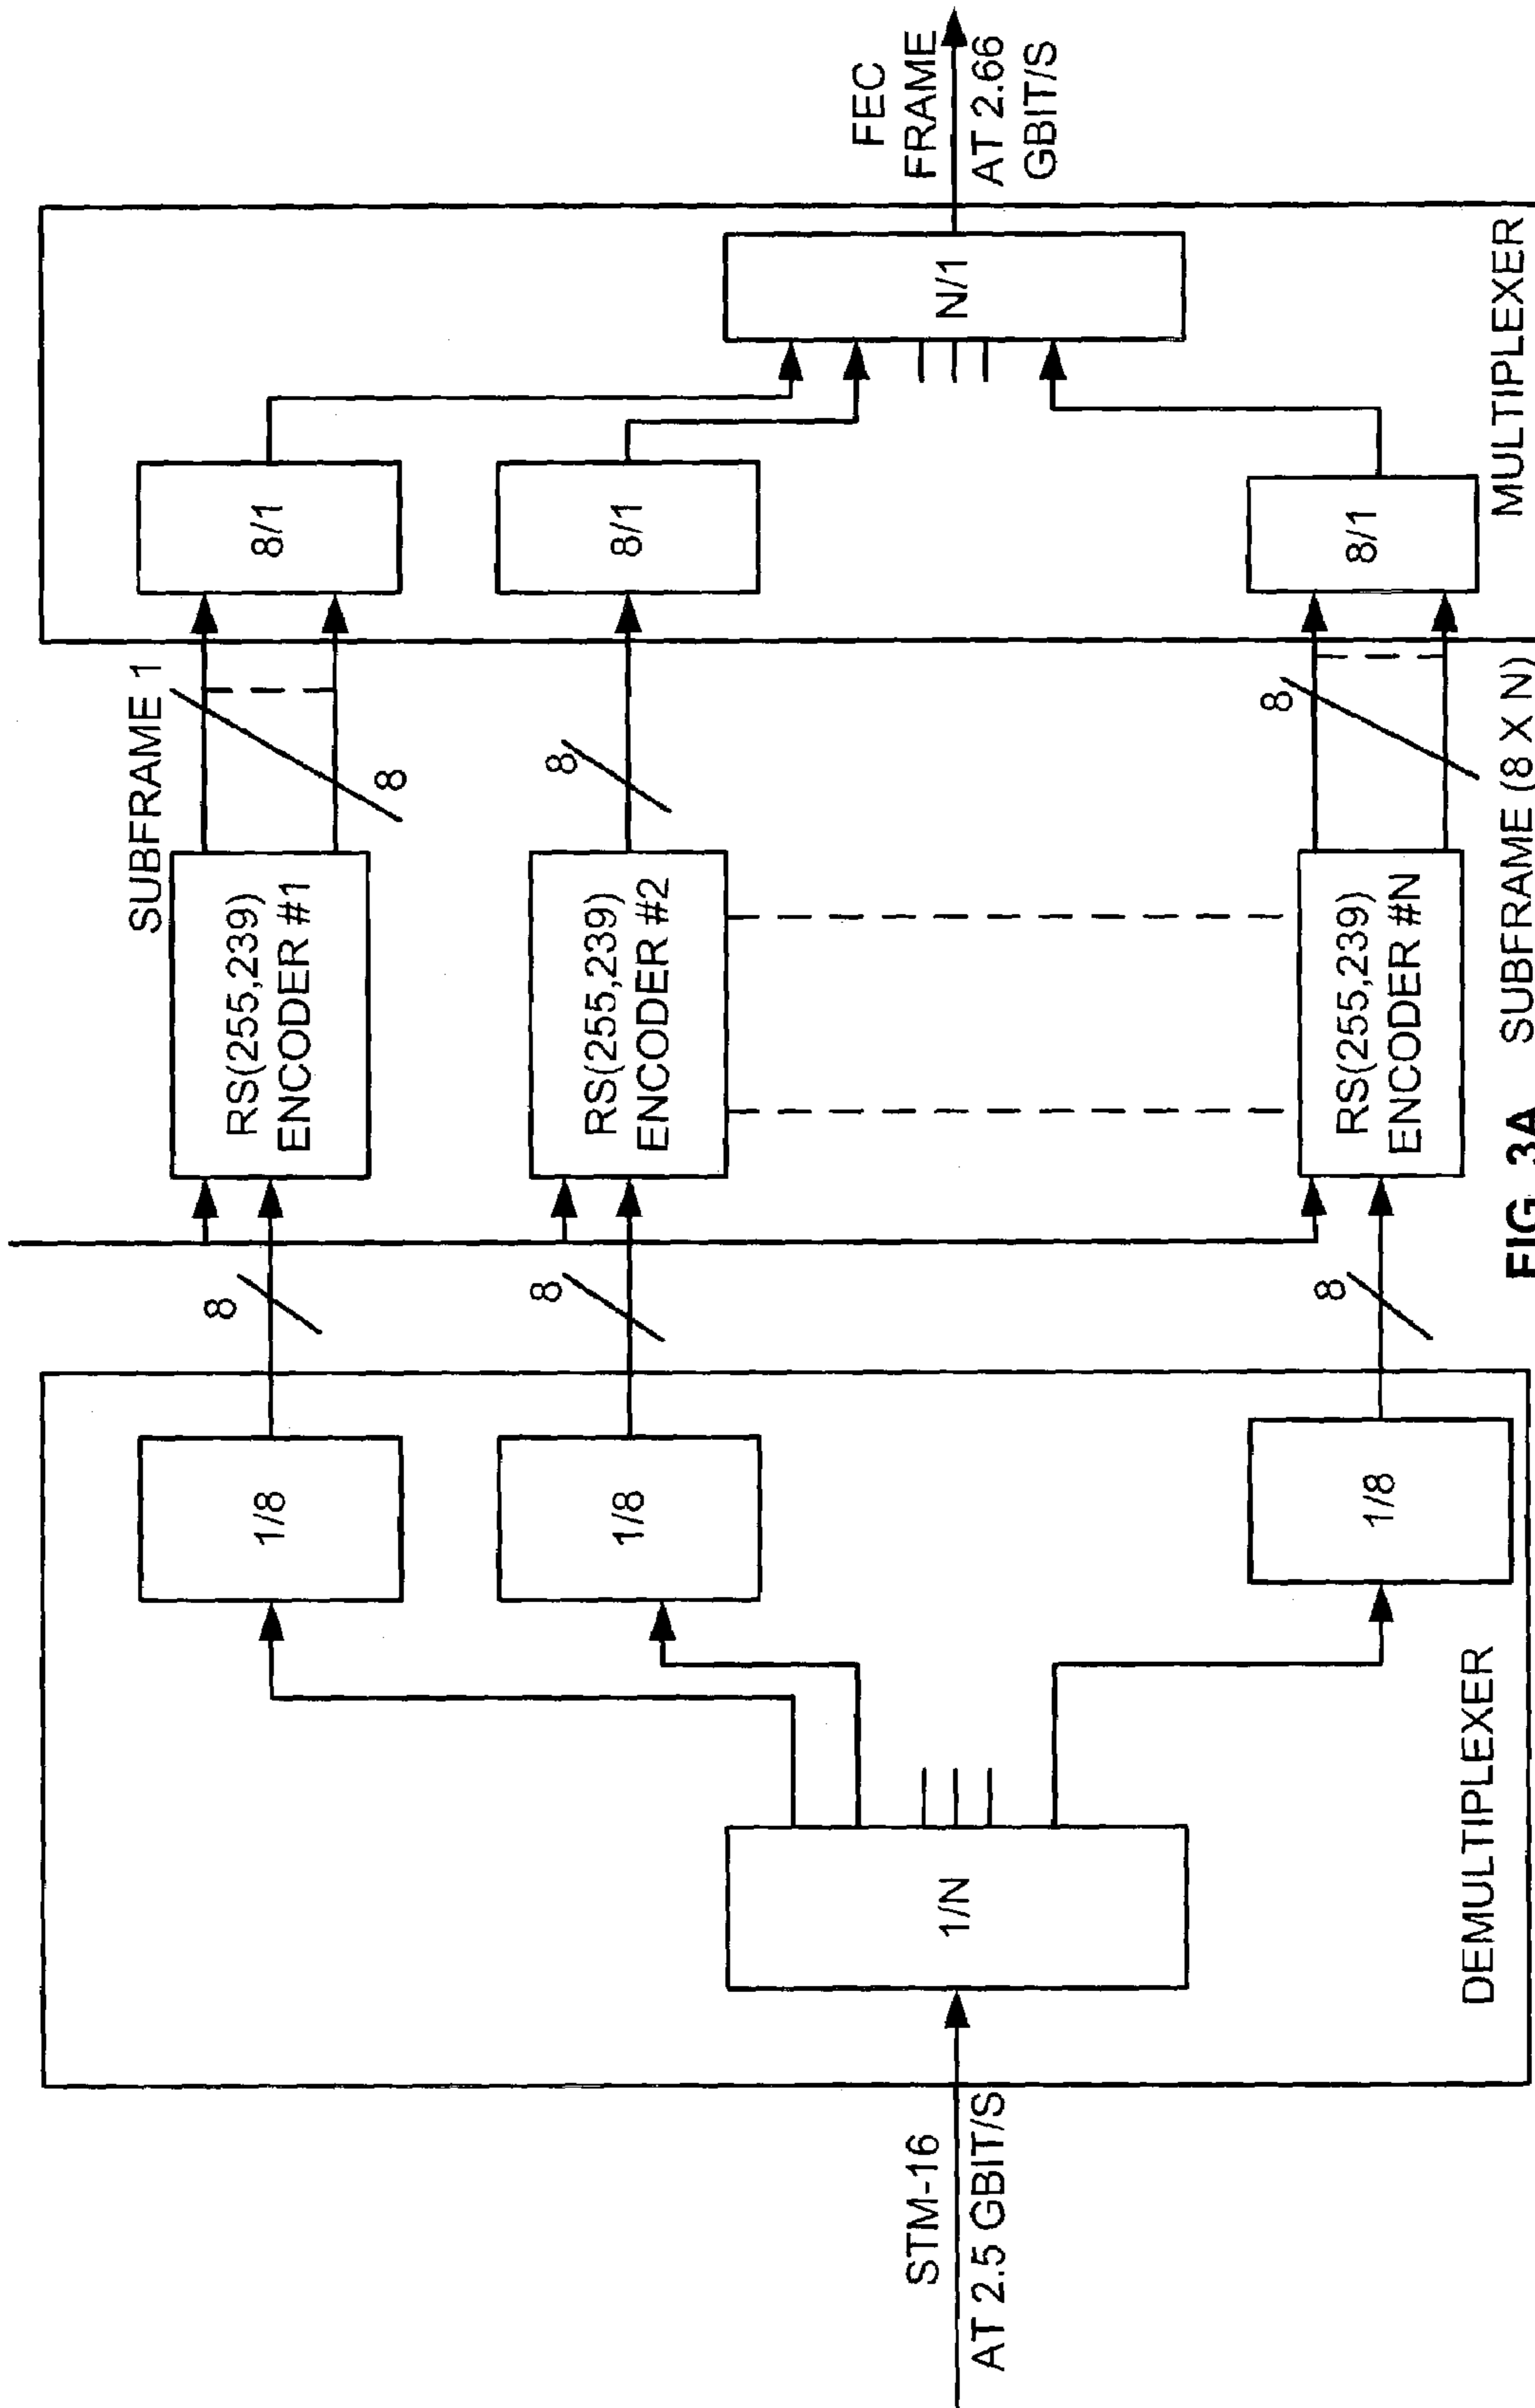 STM-16
AT 2.5 GBIT/S
1/N
DEMULTIPLEXER
1/8
1/8
1/8
8
8
8
RS(255,239)
ENCODER #1
RS(255,239)
ENCODER #2
RS(255,239)
ENCODER #N
SUBFRAME 1
8
8
8
SUBFRAME (8 X N)
8/1
8/1
8/1
N/1
MULTIPLEXER
FEC
FRAME
AT 2.66
GBIT/S
FIG. 3A